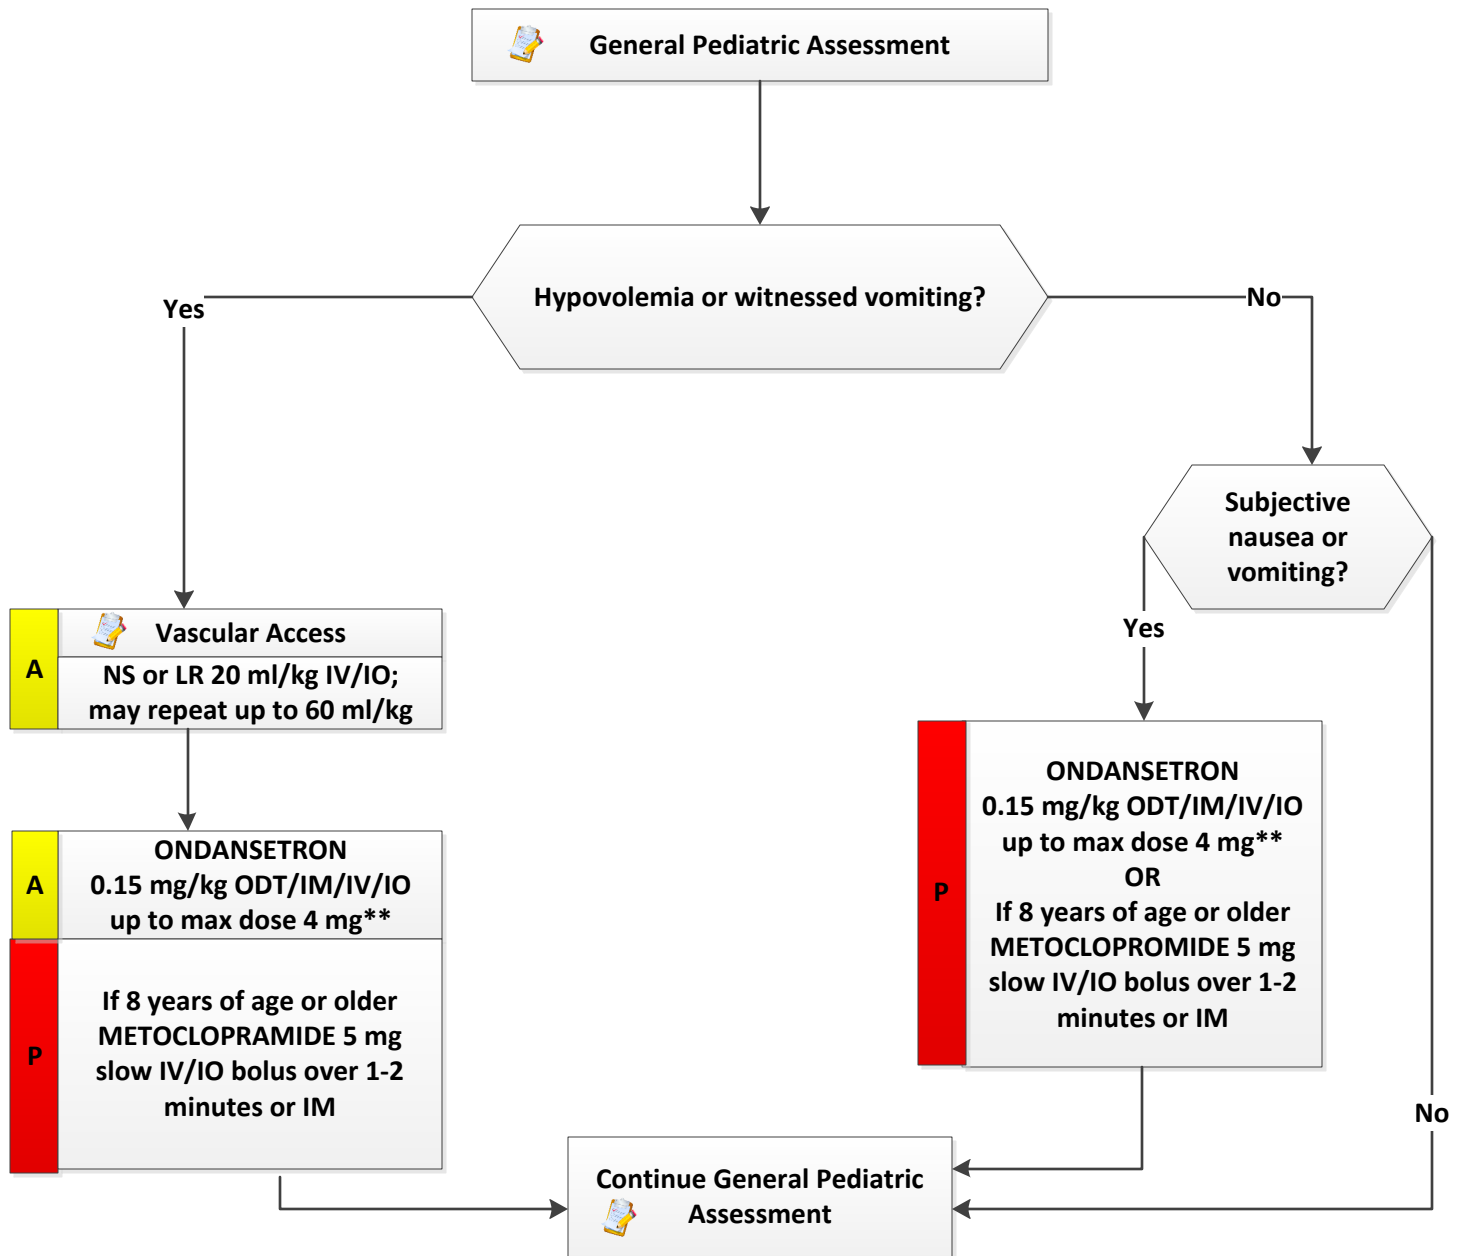 General Pediatric Assessment
Hypovolemia or witnessed vomiting?
Yes
No
Subjective
nausea or
vomiting?
Yes
No
A
Vascular Access
NS or LR 20 ml/kg IV/IO;
may repeat up to 60 ml/kg
A
ONDANSETRON
0.15 mg/kg ODT/IM/IV/IO
up to max dose 4 mg**
P
If 8 years of age or older
METOCLOPRAMIDE 5 mg
slow IV/IO bolus over 1-2
minutes or IM
P
ONDANSETRON
0.15 mg/kg ODT/IM/IV/IO
up to max dose 4 mg**
OR
If 8 years of age or older
METOCLOPROMIDE 5 mg
slow IV/IO bolus over 1-2
minutes or IM
Continue General Pediatric
Assessment